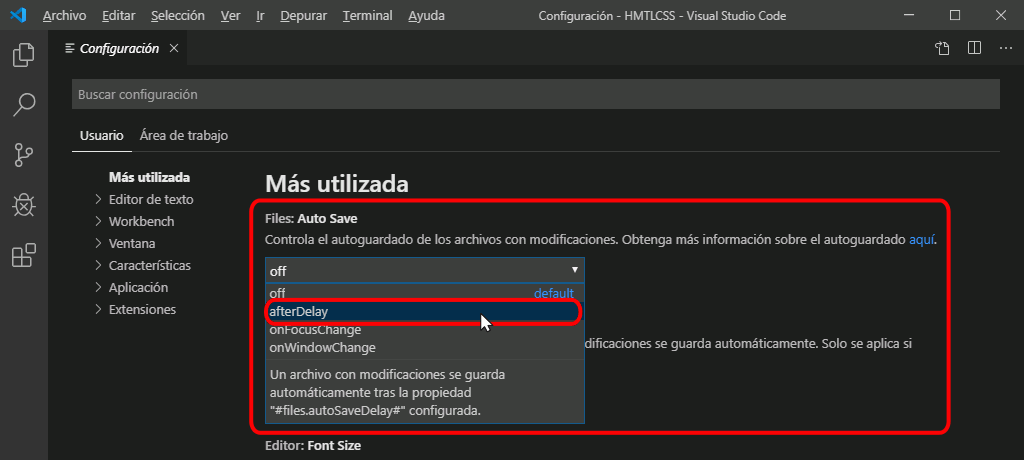 Archivo Editar Selección Ver Ir Depurar Terminal Ayuda Configuración - HMTLCSS - Visual Studio Code
Configuración
Buscar configuración
Usuario Área de trabajo
Más utilizada
Editor de texto
Workbench
Ventana
Características
Aplicación
Extensiones
Más utilizada
Files: Auto Save
Controla el autoguardado de los archivos con modificaciones. Obtenga más información sobre el autoguardado aquí.
off
off default
afterDelay
onFocusChange
onWindowChange
dificaciones se guarda automáticamente. Solo se aplica si
Un archivo con modificaciones se guarda
automáticamente tras la propiedad
"#files.autoSaveDelay#" configurada.
Editor: Font Size